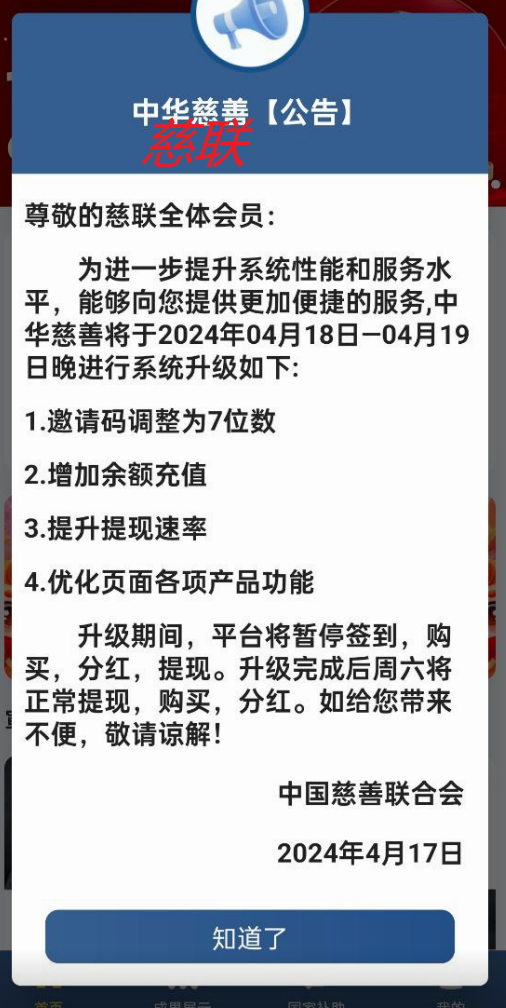 中华慈善【公告】
慈联
尊敬的慈联全体会员：
为进一步提升系统性能和服务水
平，能够向您提供更加便捷的服务,中
华慈善将于2024年04月18日—04月19
日晚进行系统升级如下:
1.邀请码调整为7位数
2.增加余额充值
3.提升提现速率
4.优化页面各项产品功能
升级期间，平台将暂停签到，购
买，分红，提现。升级完成后周六将
正常提现，购买，分红。如给您带来
不便，敬请谅解！
中国慈善联合会
2024年4月17日
知道了